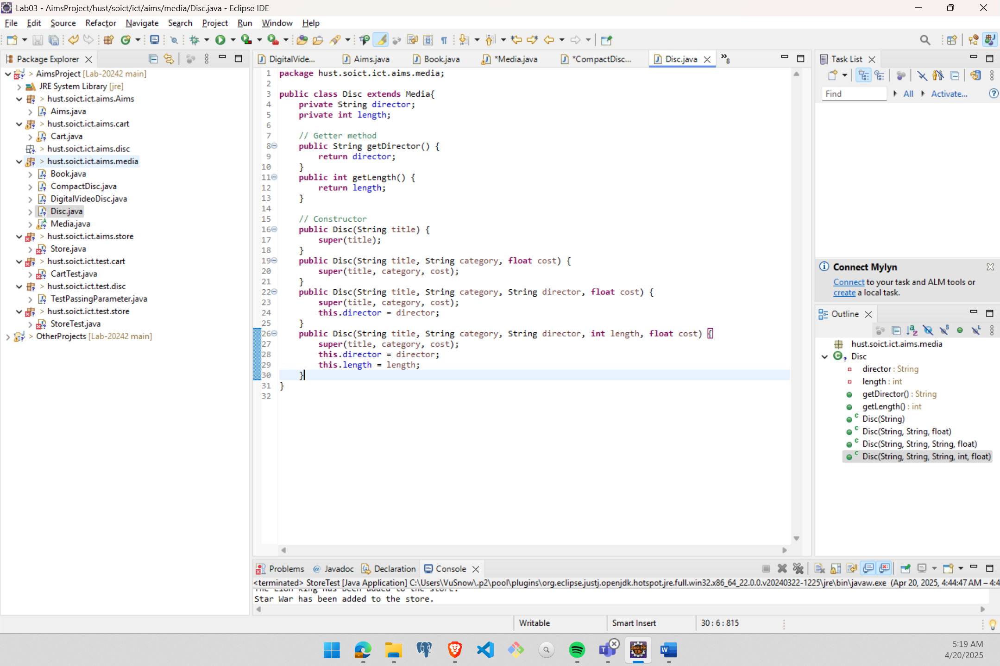 Lab03 - AimsProject/hust/soict/ict/aims/media/Disc.java - Eclipse IDE
File Edit Source Refactor Navigate Search Project Run Window Help
Package Explorer
> AimsProject [Lab-20242 main]
JRE System Library [jre]
> hust.soict.ict.aims.Aims
Aims.java
> hust.soict.ict.aims.cart
Cart.java
> hust.soict.ict.aims.disc
> hust.soict.ict.aims.media
Book.java
CompactDisc.java
DigitalVideoDisc.java
Disc.java
Media.java
> hust.soict.ict.aims.store
Store.java
> hust.soict.ict.test.cart
CartTest.java
> hust.soict.ict.test.disc
TestPassingParameter.java
> hust.soict.ict.test.store
StoreTest.java
> OtherProjects [Lab-20242 main]
DigitalVide... Aims.java Book.java *Media.java *CompactDisc... Disc.java »8
1 package hust.soict.ict.aims.media;
2
3 public class Disc extends Media{
4 private String director;
5 private int length;
6
7 // Getter method
8 public String getDirector() {
9 return director;
10 }
11 public int getLength() {
12 return length;
13 }
14
15 // Constructor
16 public Disc(String title) {
17 super(title);
18 }
19 public Disc(String title, String category, float cost) {
20 super(title, category, cost);
21 }
22 public Disc(String title, String category, String director, float cost) {
23 super(title, category, cost);
24 this.director = director;
25 }
26 public Disc(String title, String category, String director, int length, float cost) {
27 super(title, category, cost);
28 this.director = director;
29 this.length = length;
30 }
31 }
32
Task List
Find All Activate...
Connect Mylyn
Connect to your task and ALM tools or
create a local task.
Outline
hust.soict.ict.aims.media
Disc
director : String
length : int
getDirector() : String
getLength() : int
Disc(String)
Disc(String, String, float)
Disc(String, String, String, float)
Disc(String, String, String, int, float)
Problems @ Javadoc Declaration Console
<terminated> StoreTest [Java Application] C:\Users\VuSnow\.p2\pool\plugins\org.eclipse.justj.openjdk.hotspot.jre.full.win32.x86_64_22.0.0.v20240322-1225\jre\bin\javaw.exe (Apr 20, 2025, 4:44:47 AM – 4:4
The Lion King has been added to the store.
Star War has been added to the store.
Writable Smart Insert 30 : 6 : 815
5:19 AM
4/20/2025